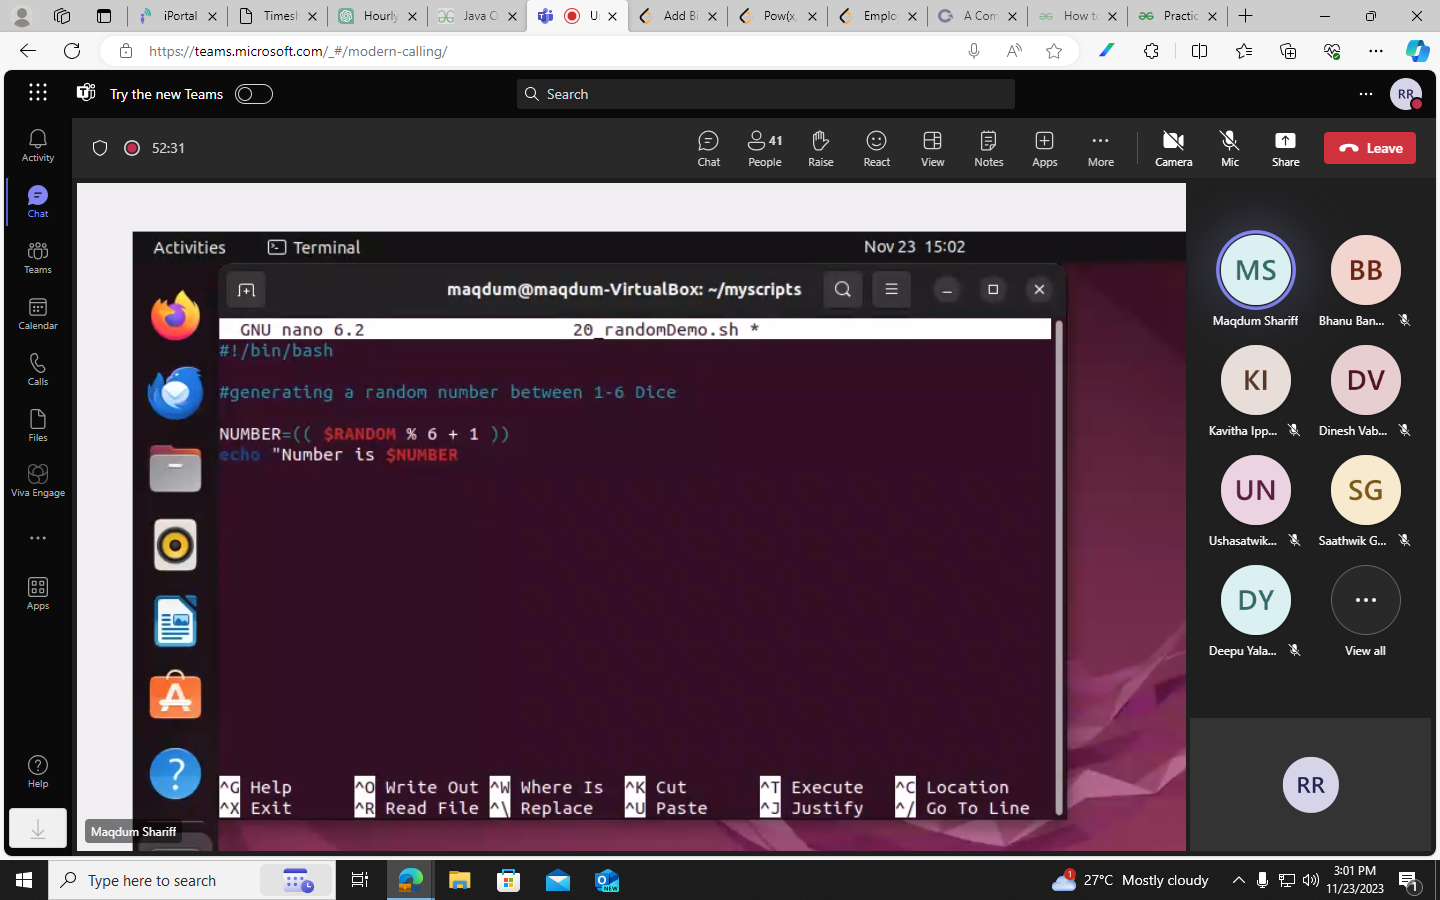 iPortal
Timesh
Hourly
Java O
Ur
Add Bi
Pow(x,
Emplo
A Com
How to
Practic
https://teams.microsoft.com/_#/modern-calling/
Try the new Teams
Search
RR
Activity
Chat
Teams
Calendar
Calls
Files
Viva Engage
Apps
Help
52:31
Chat
41
People
Raise
React
View
Notes
Apps
More
Camera
Mic
Share
Leave
Activities
Terminal
Nov 23 15:02
maqdum@maqdum-VirtualBox: ~/myscripts
GNU nano 6.2 20_randomDemo.sh *
#!/bin/bash
#generating a random number between 1-6 Dice
NUMBER=(( $RANDOM % 6 + 1 ))
echo "Number is $NUMBER
^G Help ^O Write Out ^W Where Is ^K Cut ^T Execute ^C Location
^X Exit ^R Read File ^\ Replace ^U Paste ^J Justify ^/ Go To Line
Maqdum Shariff
MS
Maqdum Shariff
BB
Bhanu Ban...
KI
Kavitha Ipp...
DV
Dinesh Vab...
UN
Ushasatwik...
SG
Saathwik G...
DY
Deepu Yala...
View all
RR
Type here to search
NEW
1
27°C Mostly cloudy
3:01 PM
11/23/2023
1